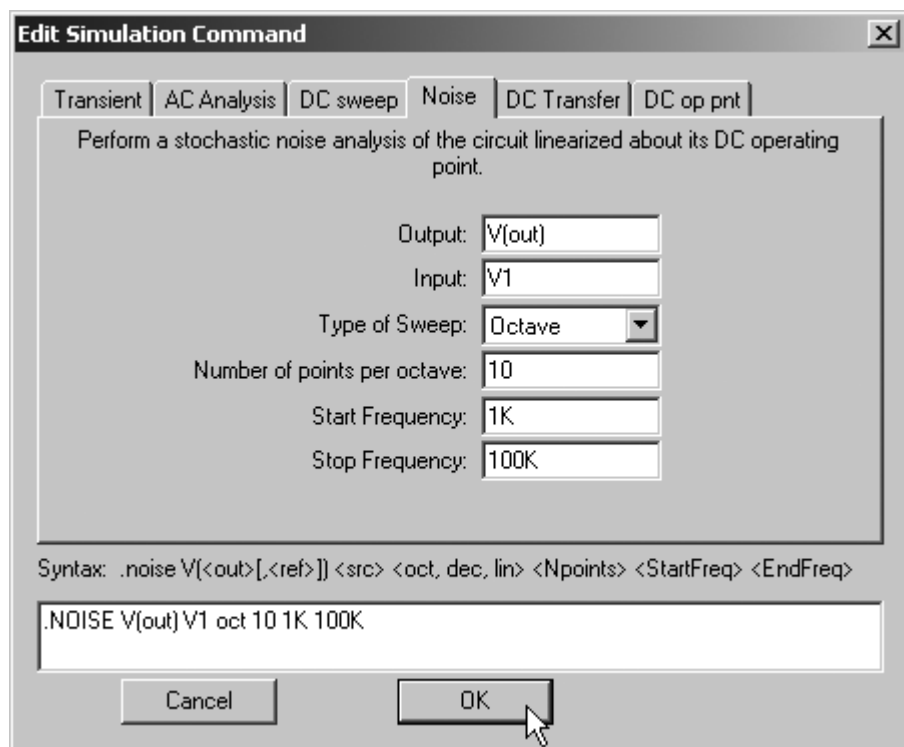 Edit Simulation Command
Transient AC Analysis DC sweep Noise DC Transfer DC op pnt
Perform a stochastic noise analysis of the circuit linearized about its DC operating
point.
Output: V(out)
Input: V1
Type of Sweep: Octave
Number of points per octave: 10
Start Frequency: 1K
Stop Frequency: 100K
Syntax: .noise V(<out>[,<ref>]) <src> <oct, dec, lin> <Npoints> <StartFreq> <EndFreq>
.NOISE V(out) V1 oct 10 1K 100K
Cancel OK